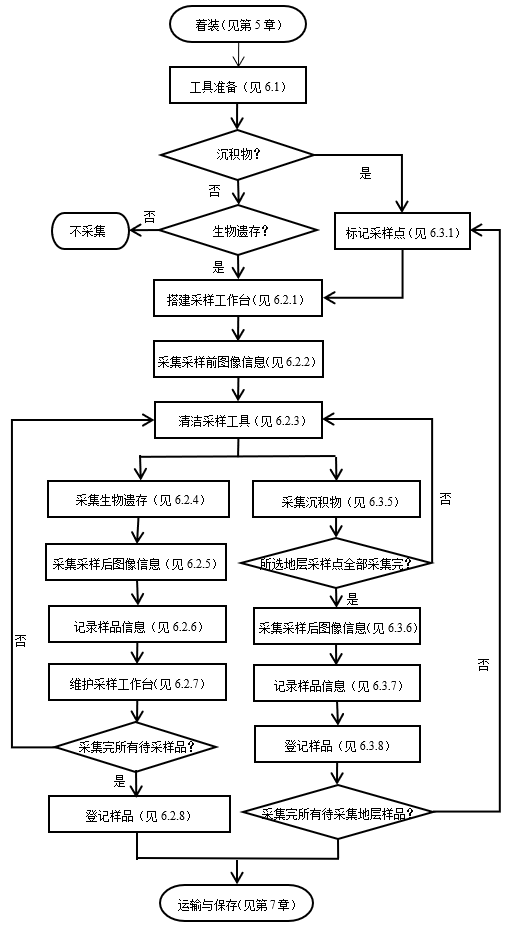 着装(见第5章)
工具准备（见6.1）
沉积物?
是
否
生物遗存?
否
不采集
标记采样点（见6.3.1）
是
搭建采样工作台（见6.2.1）
采集采样前图像信息(见6.2.2)
清洁采样工具（见6.2.3）
采集生物遗存（见6.2.4）
采集沉积物（见6.3.5）
否
采集采样后图像信息（见6.2.5）
所选地层采样点全部采集完?
是
记录样品信息（见6.2.6）
采集采样后图像信息(见6.3.6)
否
否
维护采样工作台(见6.2.7)
记录样品信息（见6.3.7）
采集完所有待采样品?
登记样品（见6.3.8）
是
登记样品（见6.2.8）
采集完所有待采集地层样品?
运输与保存(见第7章)